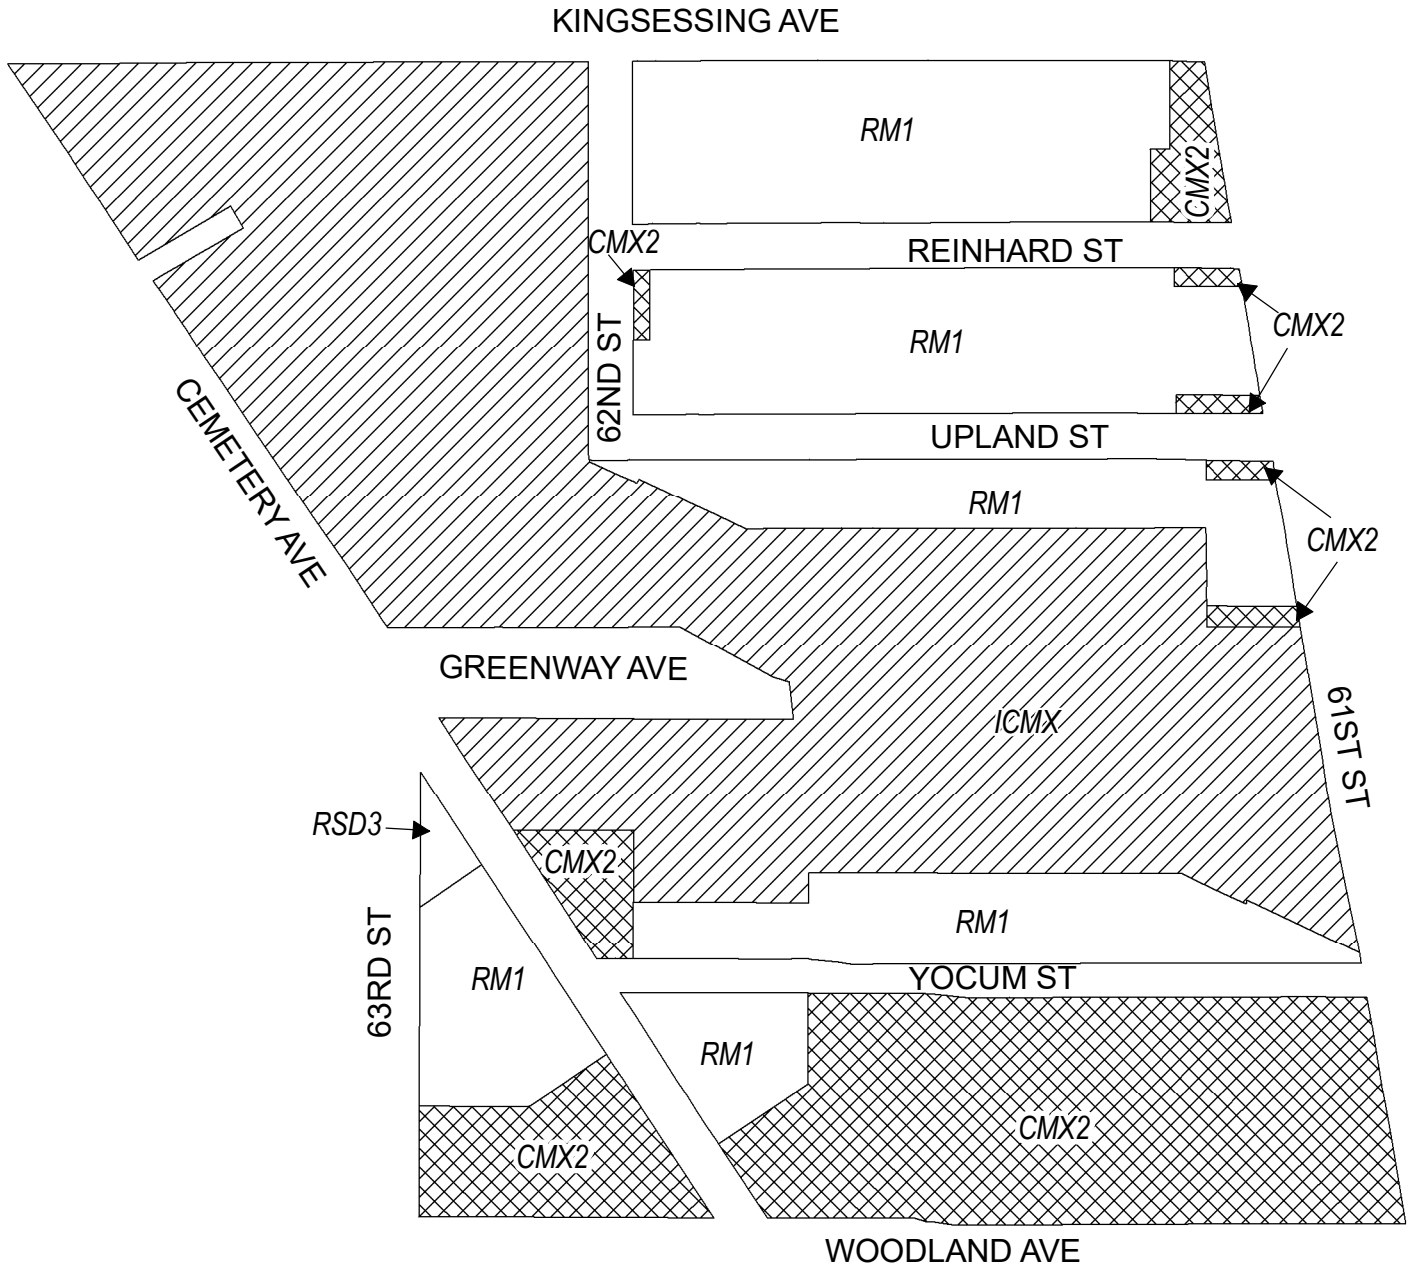 KINGSESSING AVE
RM1
CMX2
CMX2
REINHARD ST
62ND ST
RM1
CMX2
CEMETERY AVE
UPLAND ST
RM1
CMX2
GREENWAY AVE
ICMX
61ST ST
RSD3
CMX2
63RD ST
RM1
RM1
YOCUM ST
RM1
CMX2
CMX2
WOODLAND AVE